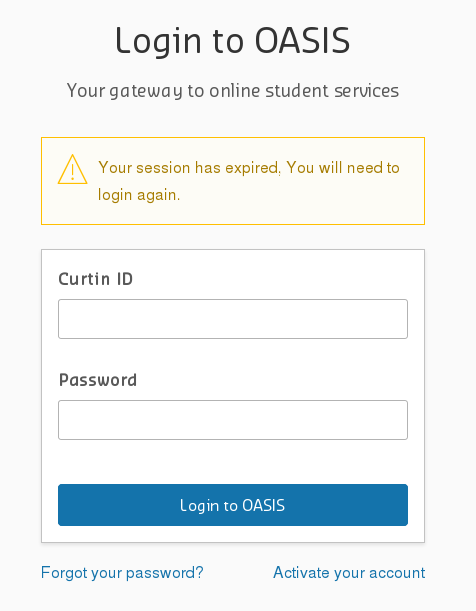 Login to OASIS
Your gateway to online student services
Your session has expired, You will need to
login again.
Curtin ID
Password
Login to OASIS
Forgot your password? Activate your account